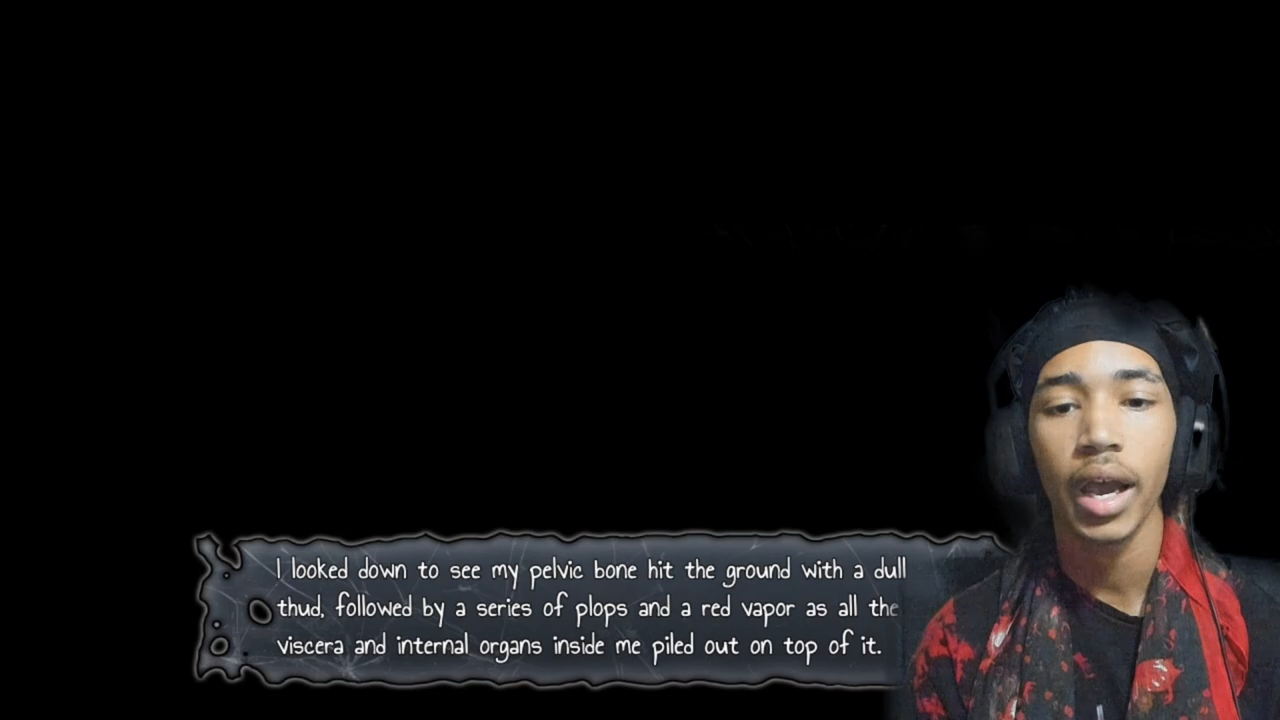 I looked down to see my pelvic bone hit the ground with a dull
thud, followed by a series of plops and a red vapor as all the
viscera and internal organs inside me piled out on top of it.